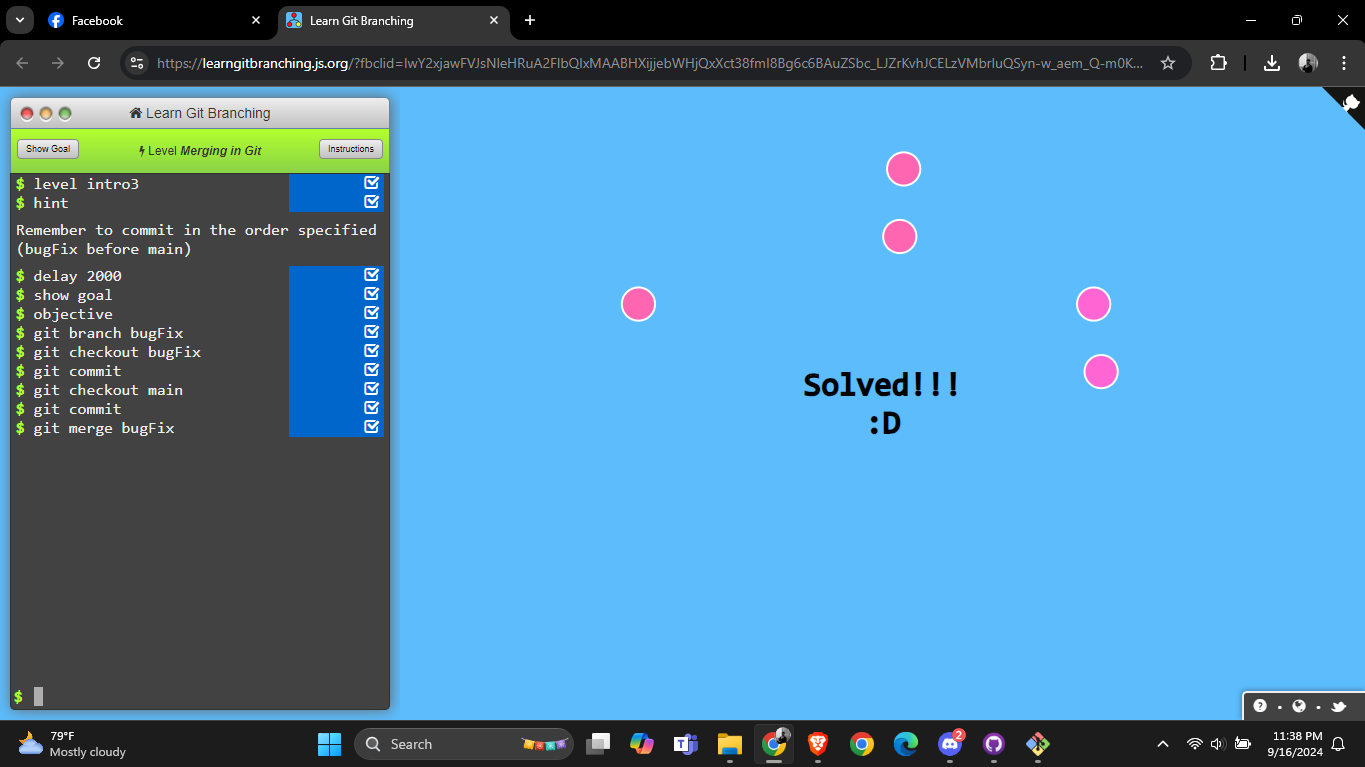 Facebook
Learn Git Branching
https://learngitbranching.js.org/?fbclid=
Learn Git Branching
Show Goal
Level Merging in Git
Instructions
$ level intro3
$ hint
Remember to commit in the order specified
(bugFix before main)
$ delay 2000
$ show goal
$ objective
$ git branch bugFix
$ git checkout bugFix
$ git commit
$ git checkout main
$ git commit
$ git merge bugFix
$
Solved!!!
:D
79°F
Mostly cloudy
Search
2
11:38 PM
9/16/2024